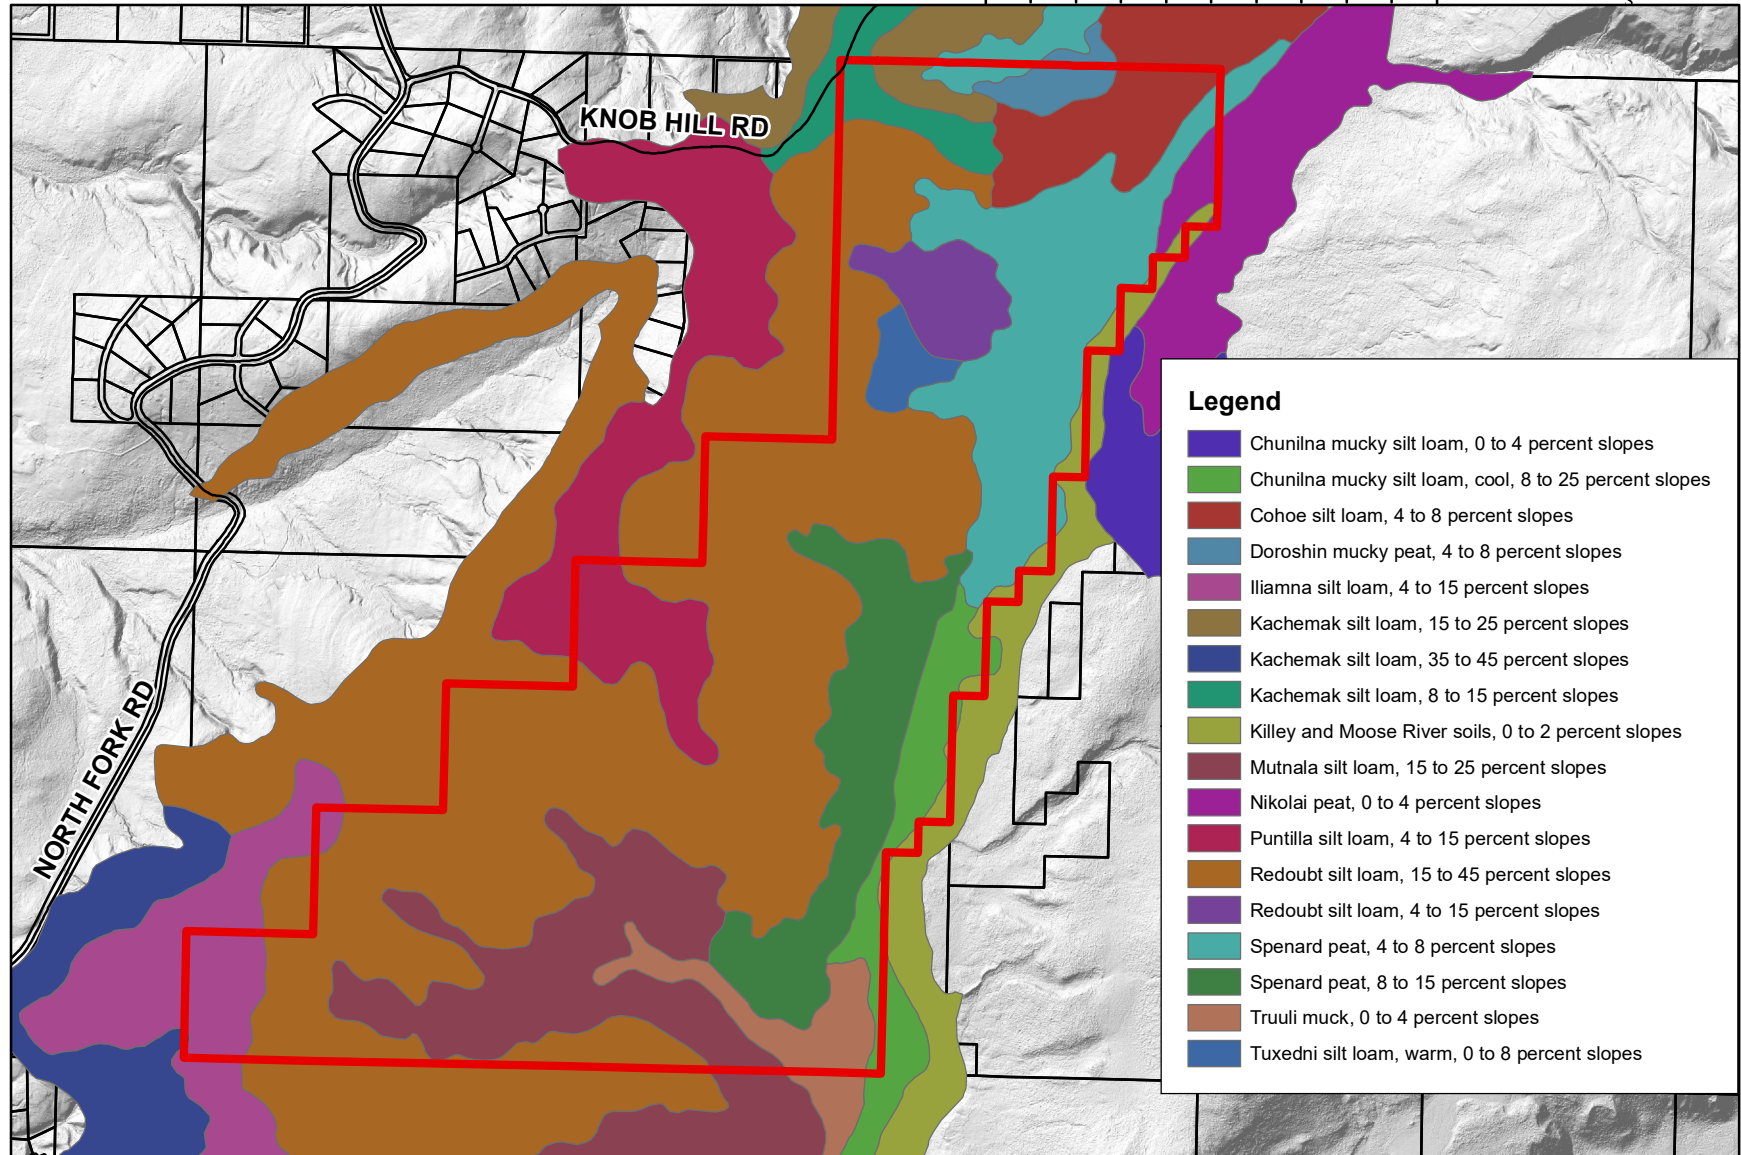 KNOB HILL RD
NORTH FORK RD
Legend
Chunilna mucky silt loam, 0 to 4 percent slopes
Chunilna mucky silt loam, cool, 8 to 25 percent slopes
Cohoe silt loam, 4 to 8 percent slopes
Doroshin mucky peat, 4 to 8 percent slopes
Iliamna silt loam, 4 to 15 percent slopes
Kachemak silt loam, 15 to 25 percent slopes
Kachemak silt loam, 35 to 45 percent slopes
Kachemak silt loam, 8 to 15 percent slopes
Killey and Moose River soils, 0 to 2 percent slopes
Mutnala silt loam, 15 to 25 percent slopes
Nikolai peat, 0 to 4 percent slopes
Puntilla silt loam, 4 to 15 percent slopes
Redoubt silt loam, 15 to 45 percent slopes
Redoubt silt loam, 4 to 15 percent slopes
Spenard peat, 4 to 8 percent slopes
Spenard peat, 8 to 15 percent slopes
Truuli muck, 0 to 4 percent slopes
Tuxedni silt loam, warm, 0 to 8 percent slopes